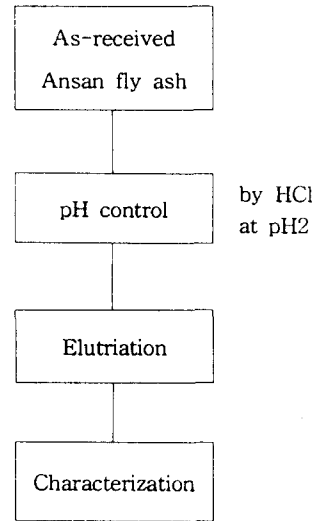 As-received
Ansan fly ash
pH control
by HCl
at pH2
Elutriation
Characterization